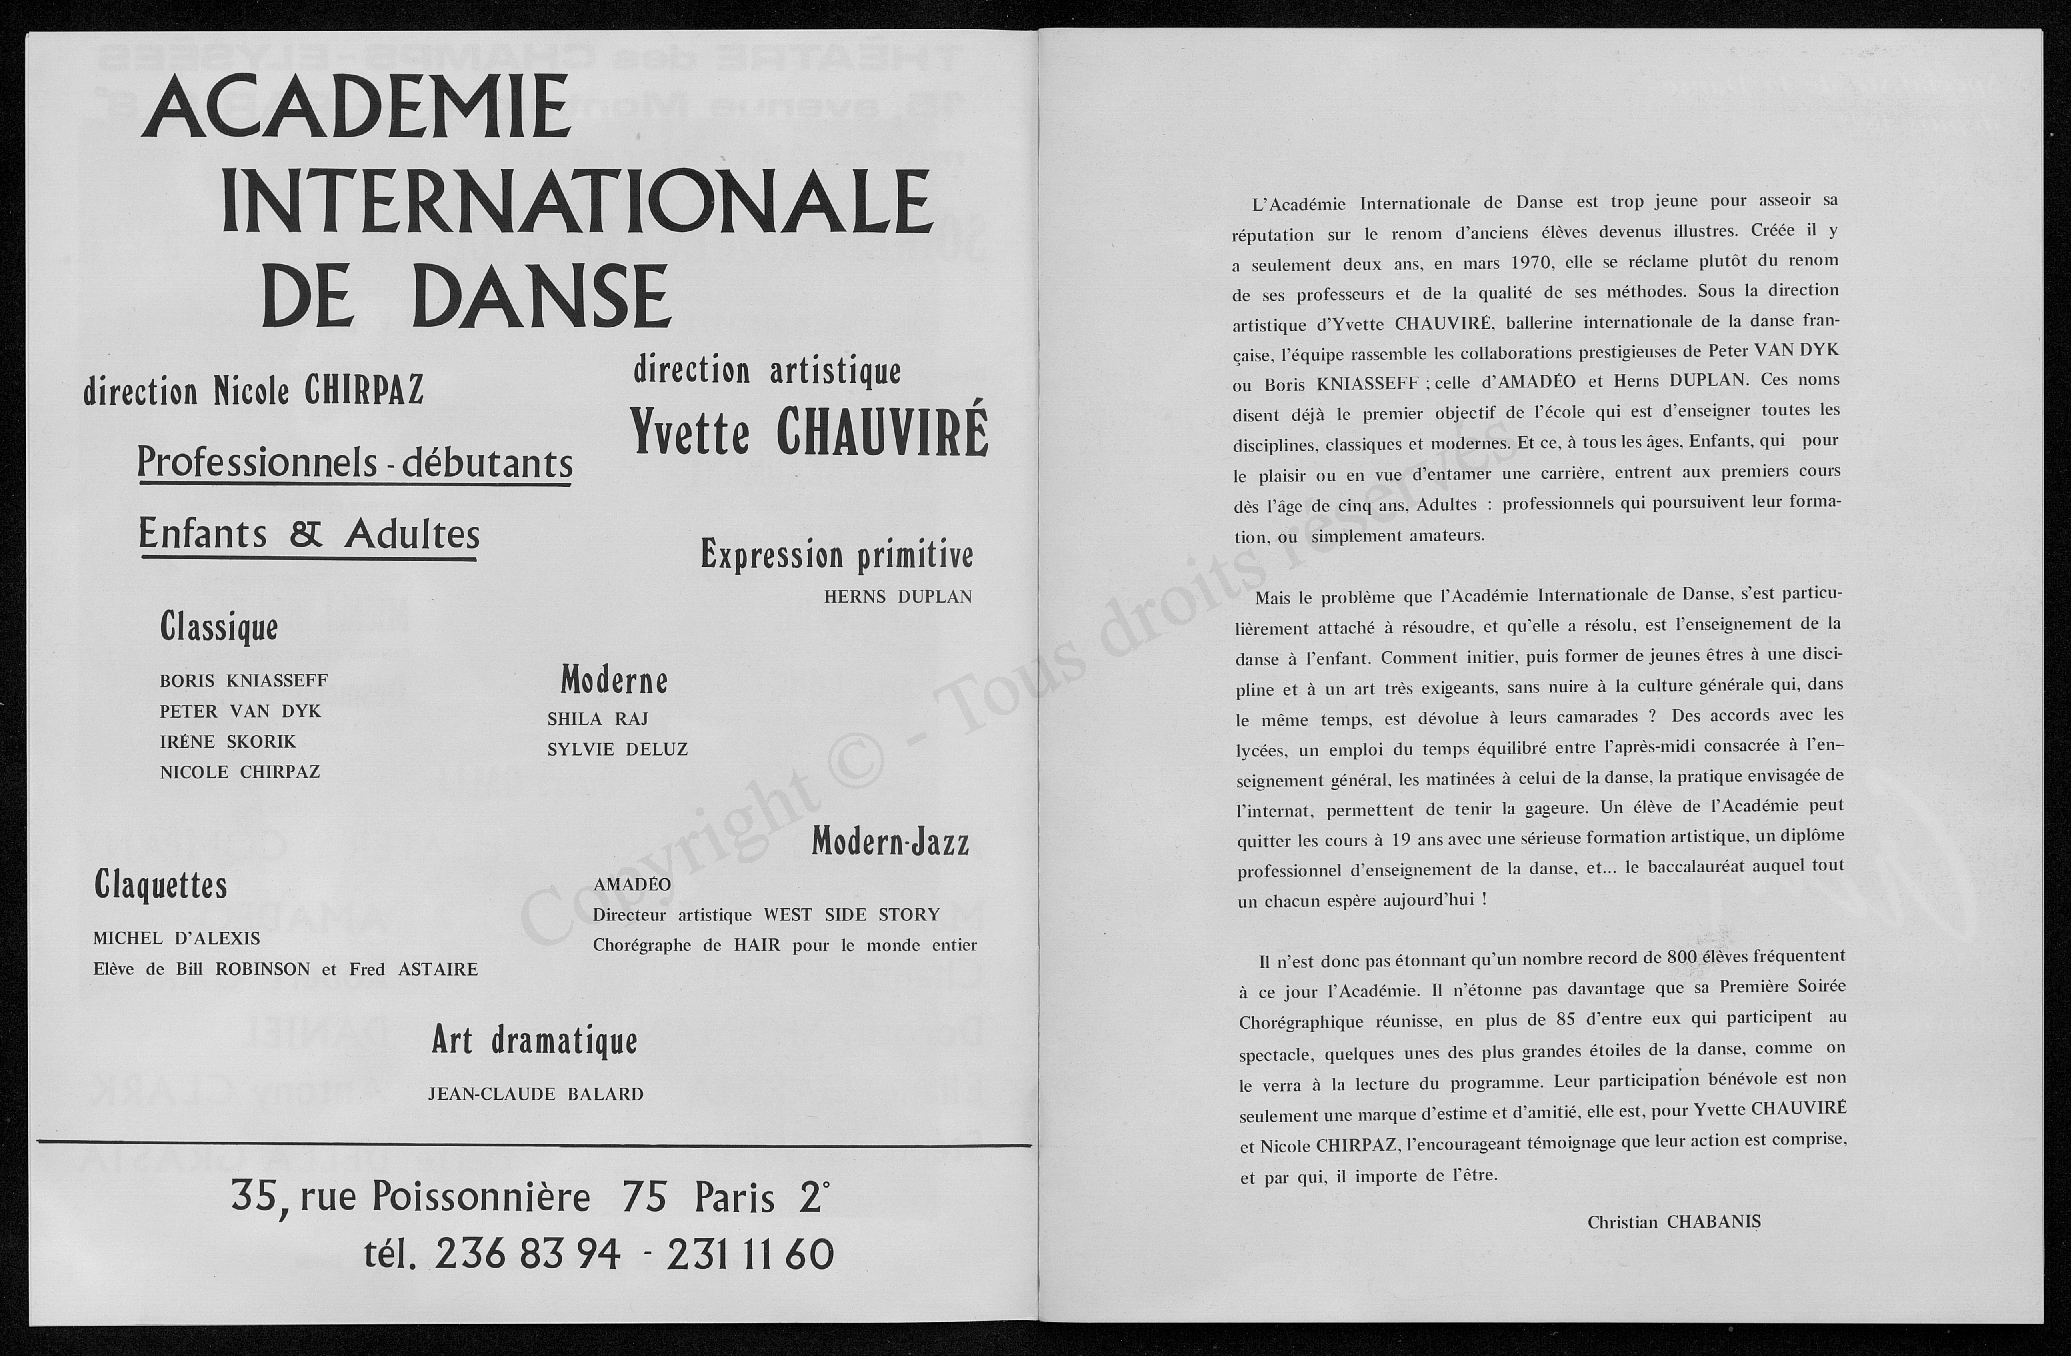 ACADEMIE
INTERNATIONALE
DE DANSE
direction Nicole CHIRPAZ
direction artistique
Yvette CHAUVIRÉ
Professionnels - débutants
Enfants & Adultes
Expression primitive
HERNS DUPLAN
Classique
BORIS KNIASEFF
PETER VAN DYK
IRÉNE SKORIK
NICOLE CHIRPAZ
Moderne
SHILA RAJ
SYLVIE DELUZ
Modern-Jazz
AMADÉO
Directeur artistique WEST SIDE STORY
Chorégraphe de HAIR pour le monde entier
Claquettes
MICHEL D'ALEXIS
Elève de Bill ROBINSON et Fred ASTAIRE
Art dramatique
JEAN-CLAUDE BALARD
35, rue Poissonnière 75 Paris 2°
tél. 236 83 94 - 231 11 60
L'Académie Internationale de Danse est trop jeune pour asseoir sa
réputation sur le renom d'anciens élèves devenus illustres. Créée il y
a seulement deux ans, en mars 1970, elle se réclame plutôt du renom
de ses professeurs et de la qualité de ses méthodes. Sous la direction
artistique d'Yvette CHAUVIRÉ, ballerine internationale de la danse fran-
çaise, l'équipe rassemble les collaborations prestigieuses de Peter VAN DYK
ou Boris KNIASSEFF ; celle d'AMADÉO et Herns DUPLAN. Ces noms
disent déjà le premier objectif de l'école qui est d'enseigner toutes les
disciplines, classiques et modernes. Et ce, à tous les âges. Enfants, qui pour
le plaisir ou en vue d'entamer une carrière, entrent aux premiers cours
dès l'âge de cinq ans. Adultes : professionnels qui poursuivent leur forma-
tion, ou simplement amateurs.
Mais le problème que l'Académie Internationale de Danse, s'est particu-
lièrement attaché à résoudre, et qu'elle a résolu, est l'enseignement de la
danse à l'enfant. Comment initier, puis former de jeunes êtres à une disci-
pline et à un art très exigeants, sans nuire à la culture générale qui, dans
le même temps, est dévolue à leurs camarades ? Des accords avec les
lycées, un emploi du temps équilibré entre l'après-midi consacrée à l'en-
seignement général, les matinées à celui de la danse, la pratique envisagée de
l'internat, permettent de tenir la gageure. Un élève de l'Académie peut
quitter les cours à 19 ans avec une sérieuse formation artistique, un diplôme
professionnel d'enseignement de la danse, et... le baccalauréat auquel tout
un chacun espère aujourd'hui !
Il n'est donc pas étonnant qu'un nombre record de 800 élèves fréquentent
à ce jour l'Académie. Il n'étonne pas davantage que sa Première Soirée
Chorégraphique réunisse, en plus de 85 d'entre eux qui participent au
spectacle, quelques unes des plus grandes étoiles de la danse, comme on
le verra à la lecture du programme. Leur participation bénévole est non
seulement une marque d'estime et d'amitié, elle est, pour Yvette CHAUVIRÉ
et Nicole CHIRPAZ, l'encourageant témoignage que leur action est comprise,
et par qui, il importe de l'être.
Christian CHABANIS
Copyright © - Tous droits réservés